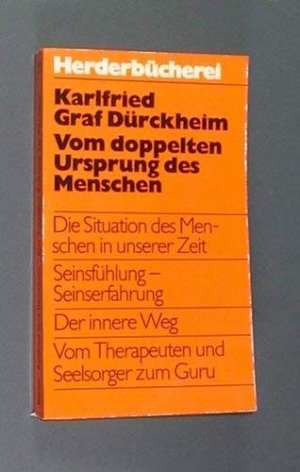 Herderbücherei
Karlfried
Graf Dürckheim
Vom doppelten
Ursprung des
Menschen
Die Situation des Men-
schen in unserer Zeit
Seinsfühlung –
Seinserfahrung
Der innere Weg
Vom Therapeuten und
Seelsorger zum Guru